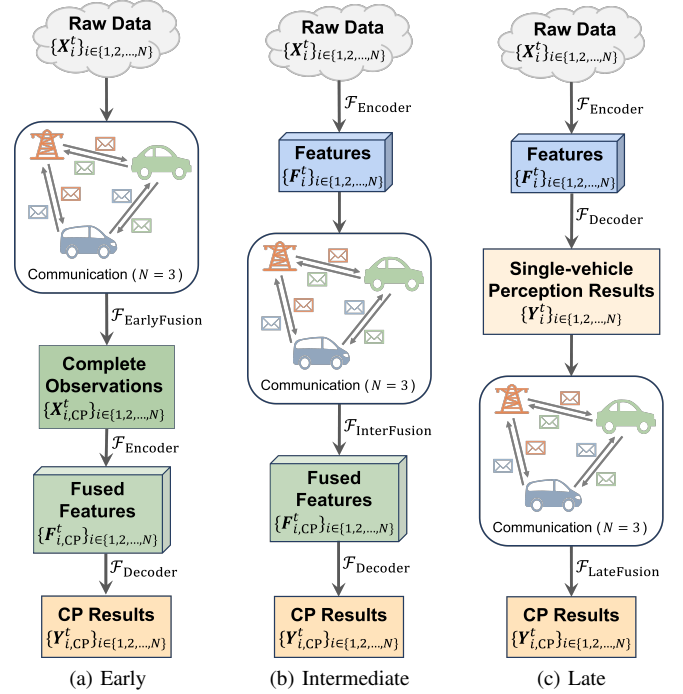 Raw Data
{X_i^t}_{i∈{1,2,...,N}}
Communication (N = 3)
F_EarlyFusion
Complete
Observations
{X_{i,CP}^t}_{i∈{1,2,...,N}}
F_Encoder
Fused
Features
{F_{i,CP}^t}_{i∈{1,2,...,N}}
F_Decoder
CP Results
{Y_{i,CP}^t}_{i∈{1,2,...,N}}
(a) Early
Raw Data
{X_i^t}_{i∈{1,2,...,N}}
F_Encoder
Features
{F_i^t}_{i∈{1,2,...,N}}
Communication (N = 3)
F_InterFusion
Fused
Features
{F_{i,CP}^t}_{i∈{1,2,...,N}}
F_Decoder
CP Results
{Y_{i,CP}^t}_{i∈{1,2,...,N}}
(b) Intermediate
Raw Data
{X_i^t}_{i∈{1,2,...,N}}
F_Encoder
Features
{F_i^t}_{i∈{1,2,...,N}}
F_Decoder
Single-vehicle
Perception Results
{Y_i^t}_{i∈{1,2,...,N}}
Communication (N = 3)
F_LateFusion
CP Results
{Y_{i,CP}^t}_{i∈{1,2,...,N}}
(c) Late